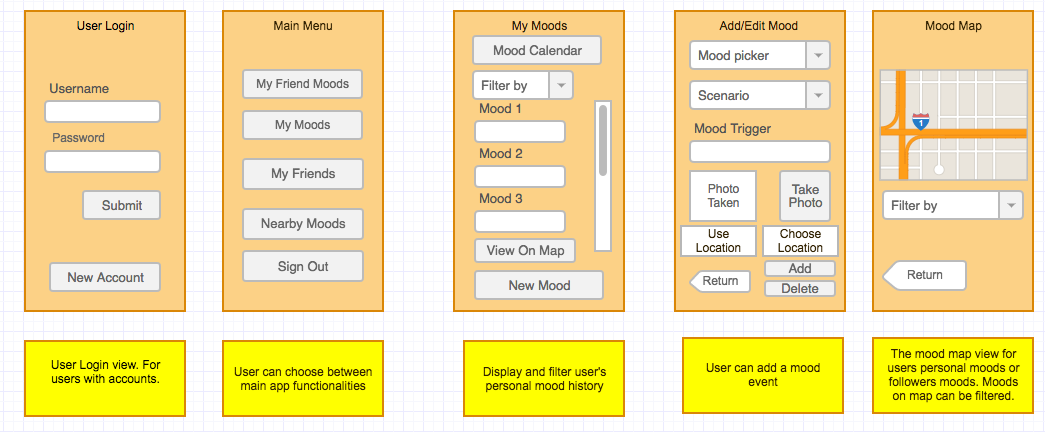 User Login
Username
Password
Submit
New Account
User Login view. For
users with accounts.
Main Menu
My Friend Moods
My Moods
My Friends
Nearby Moods
Sign Out
User can choose between
main app functionalities
My Moods
Mood Calendar
Filter by
Mood 1
Mood 2
Mood 3
View On Map
New Mood
Display and filter user's
personal mood history
Add/Edit Mood
Mood picker
Scenario
Mood Trigger
Photo
Taken
Take
Photo
Use
Location
Choose
Location
Return
Add
Delete
User can add a mood
event
Mood Map
1
Filter by
Return
The mood map view for
users personal moods or
followers moods. Moods
on map can be filtered.